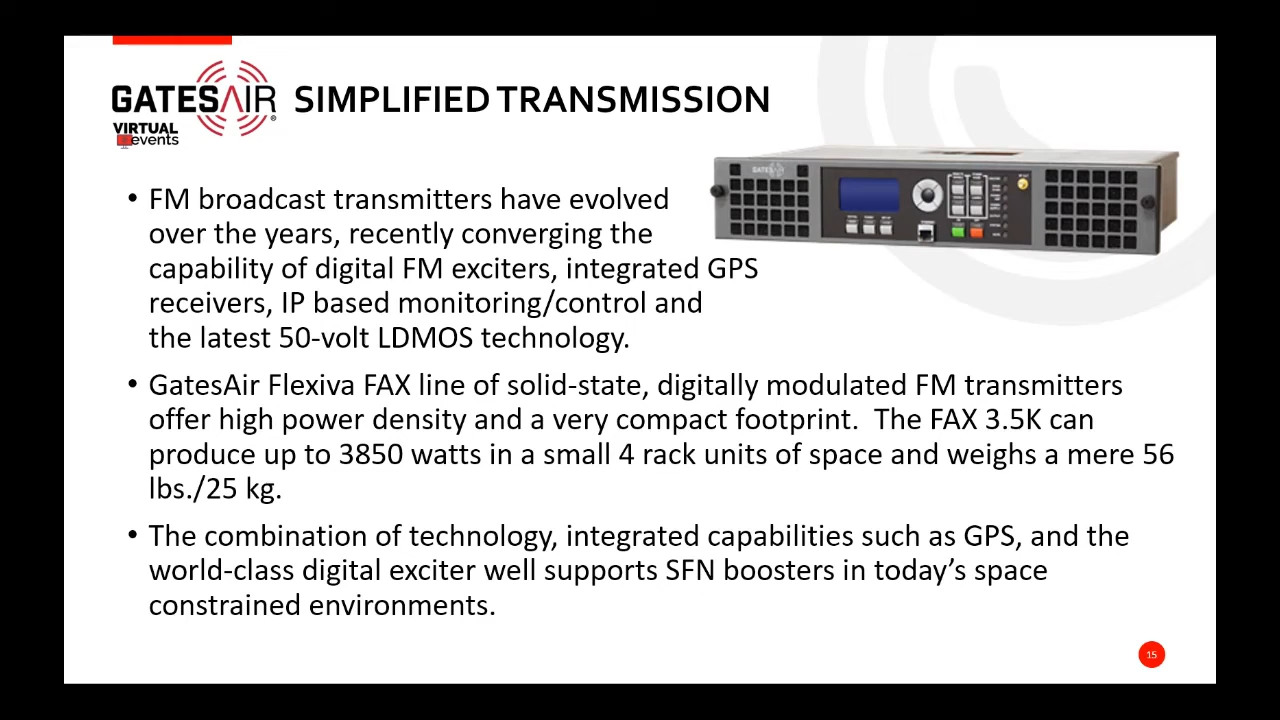 GATESAIR®
VIRTUAL
events
SIMPLIFIED TRANSMISSION
GATESAIR
• FM broadcast transmitters have evolved
over the years, recently converging the
capability of digital FM exciters, integrated GPS
receivers, IP based monitoring/control and
the latest 50-volt LDMOS technology.
• GatesAir Flexiva FAX line of solid-state, digitally modulated FM transmitters
offer high power density and a very compact footprint.  The FAX 3.5K can
produce up to 3850 watts in a small 4 rack units of space and weighs a mere 56
lbs./25 kg.
• The combination of technology, integrated capabilities such as GPS, and the
world-class digital exciter well supports SFN boosters in today’s space
constrained environments.
15